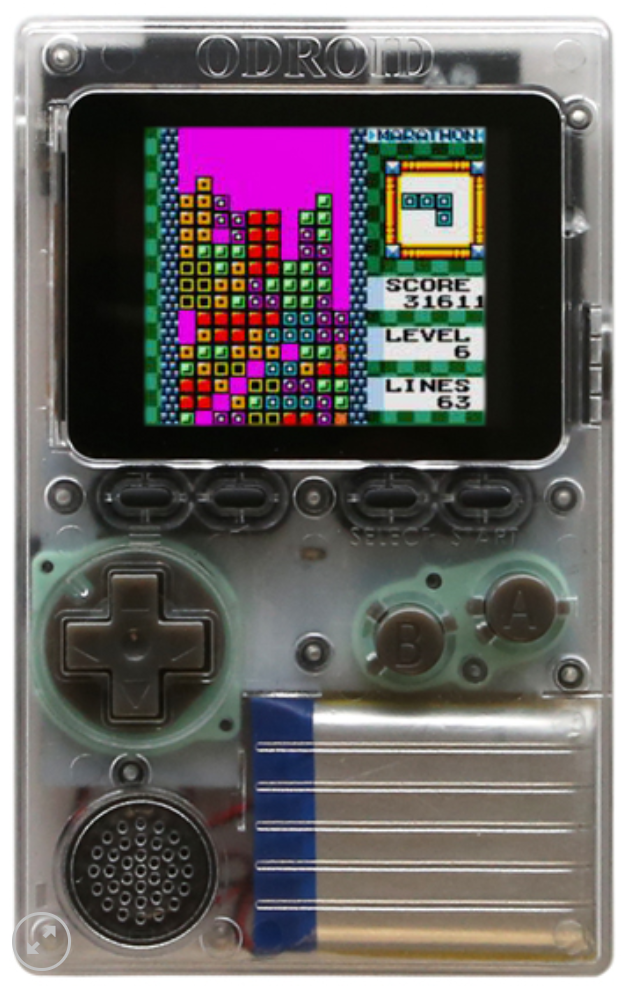 ODROID
MARATHON
SCORE
31611
LEVEL
6
LINES
63
SELECT START
B A